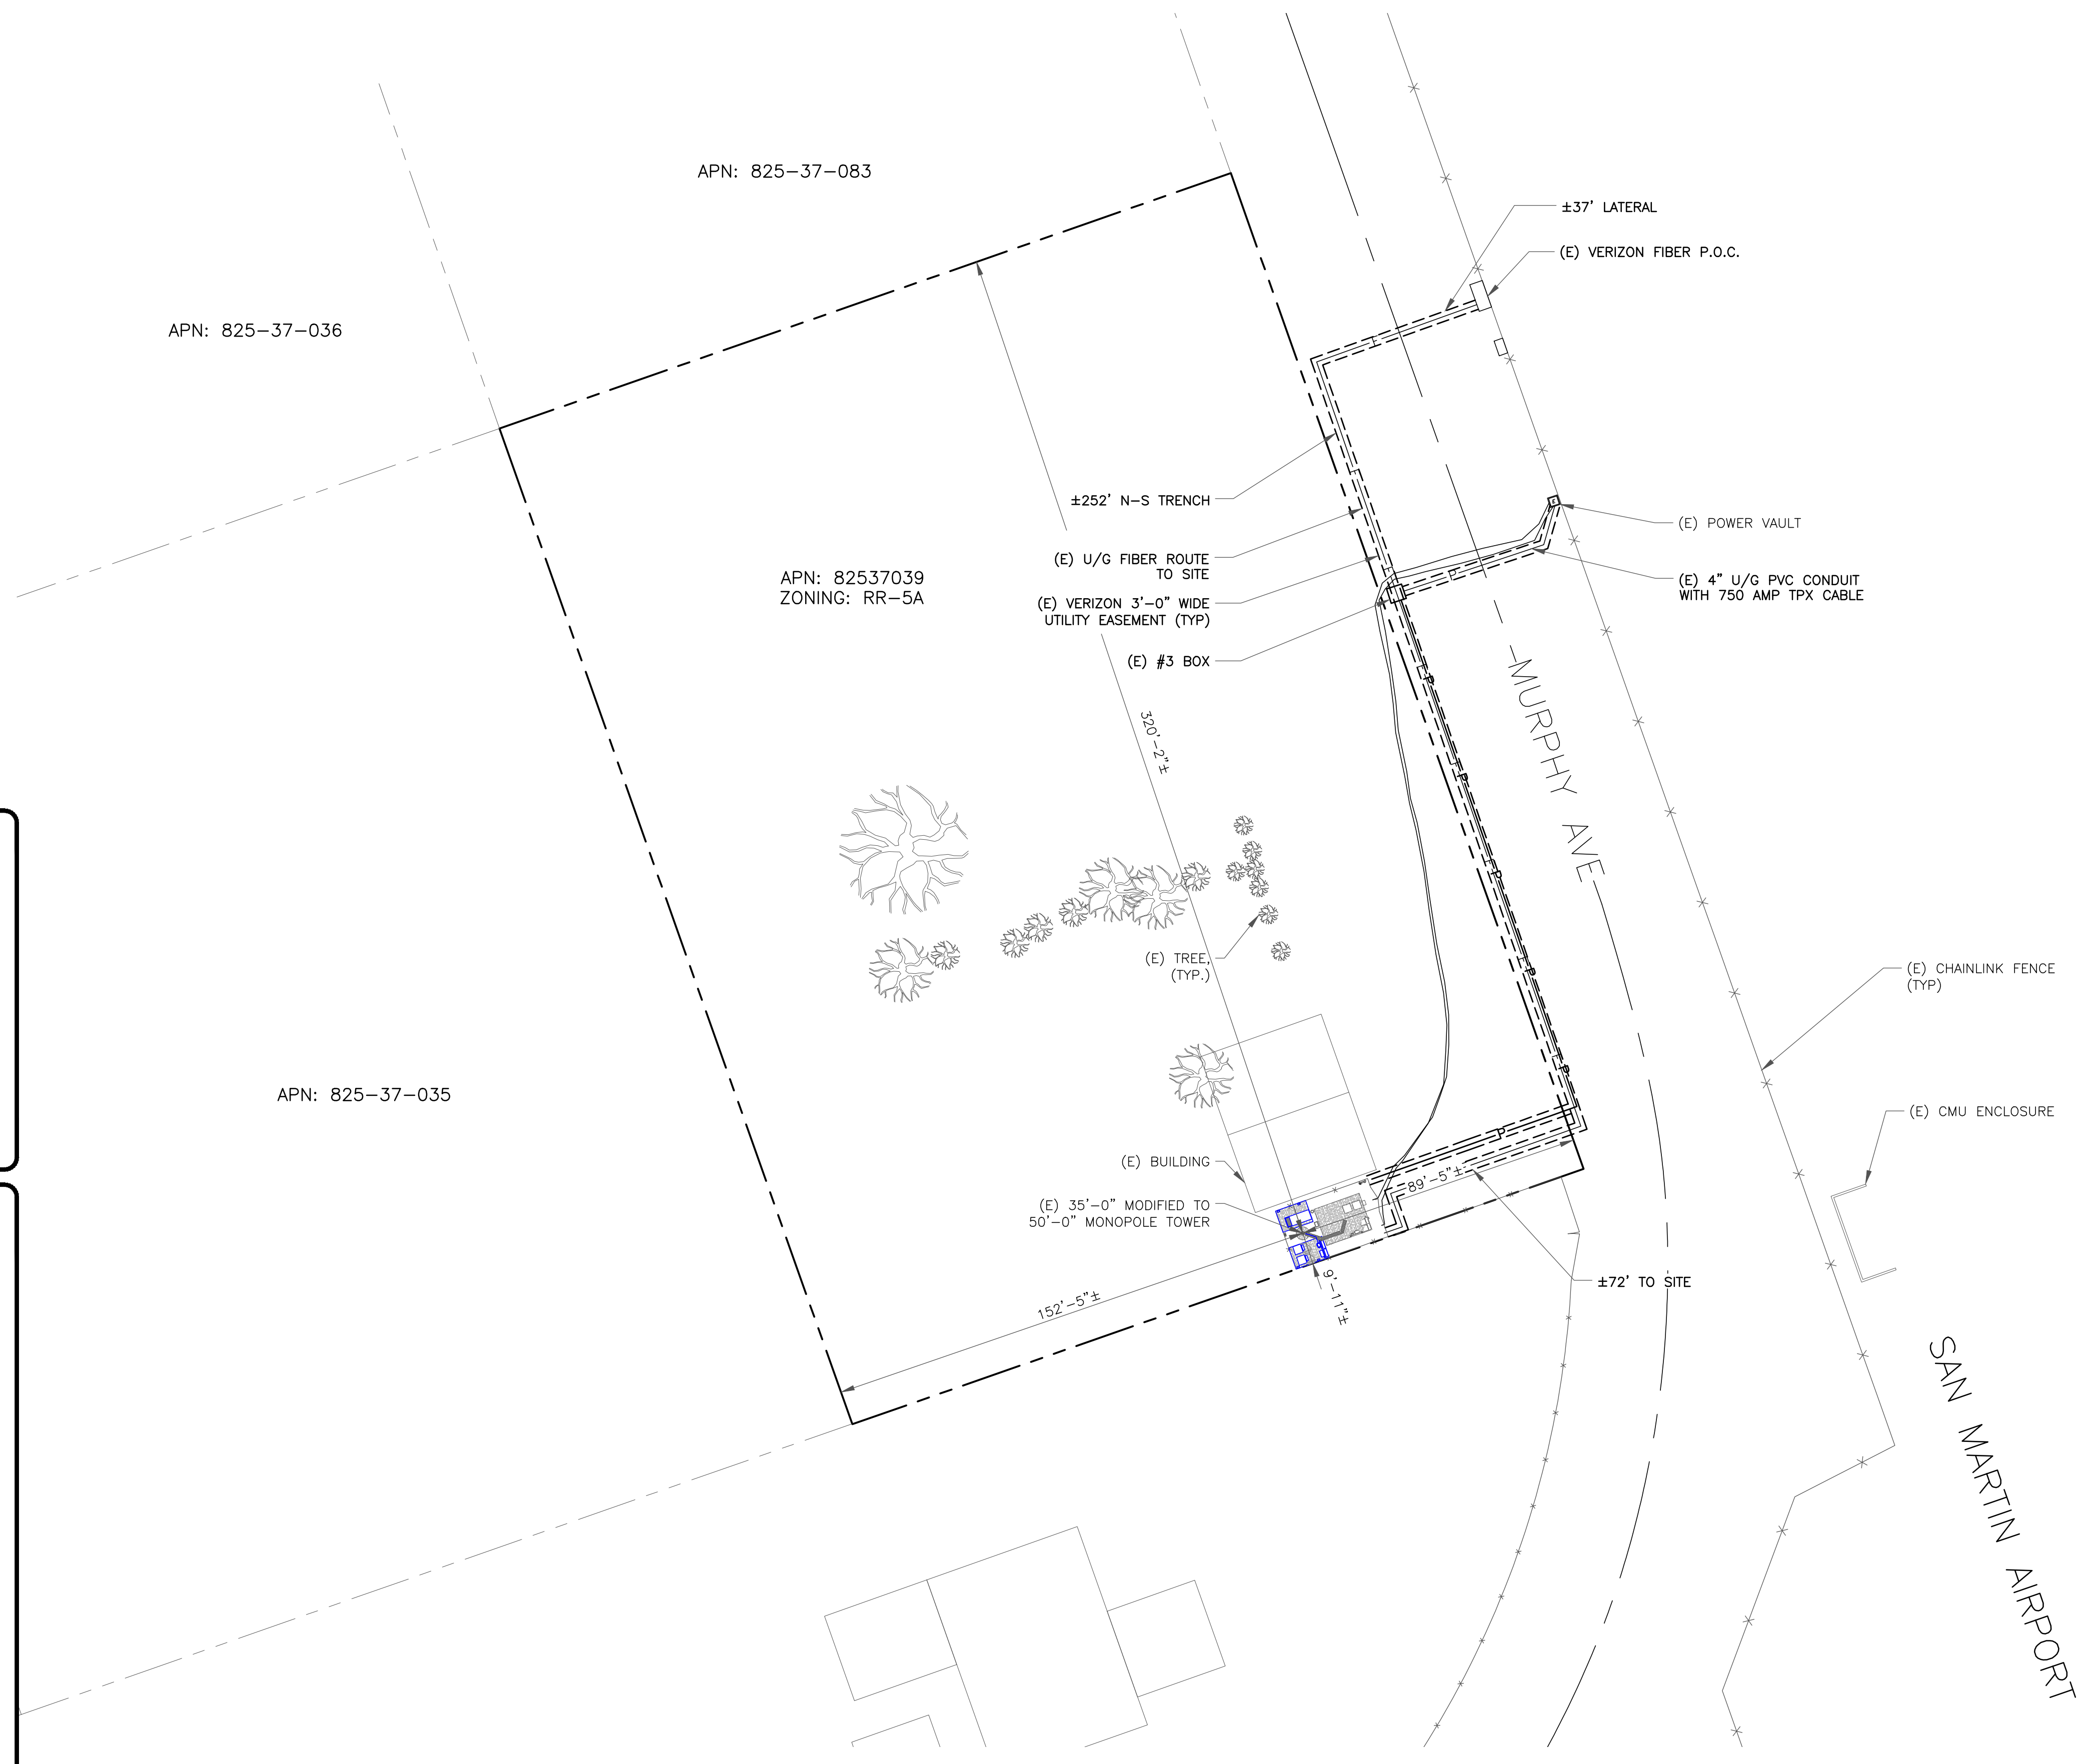 APN: 825-37-083
±37' LATERAL
(E) VERIZON FIBER P.O.C.
APN: 825-37-036
±252' N-S TRENCH
(E) POWER VAULT
(E) U/G FIBER ROUTE
TO SITE
APN: 82537039
ZONING: RR-5A
(E) 4" U/G PVC CONDUIT
WITH 750 AMP TPX CABLE
(E) VERIZON 3'-0" WIDE
UTILITY EASEMENT (TYP)
(E) #3 BOX
320'-2"±
MURPHY AVE
(E) TREE,
(TYP.)
(E) CHAINLINK FENCE
(TYP)
APN: 825-37-035
(E) CMU ENCLOSURE
(E) BUILDING
89'-5"±
(E) 35'-0" MODIFIED TO
50'-0" MONOPOLE TOWER
±72' TO SITE
152'-5"±
9'-11"±
SAN MARTIN AIRPORT